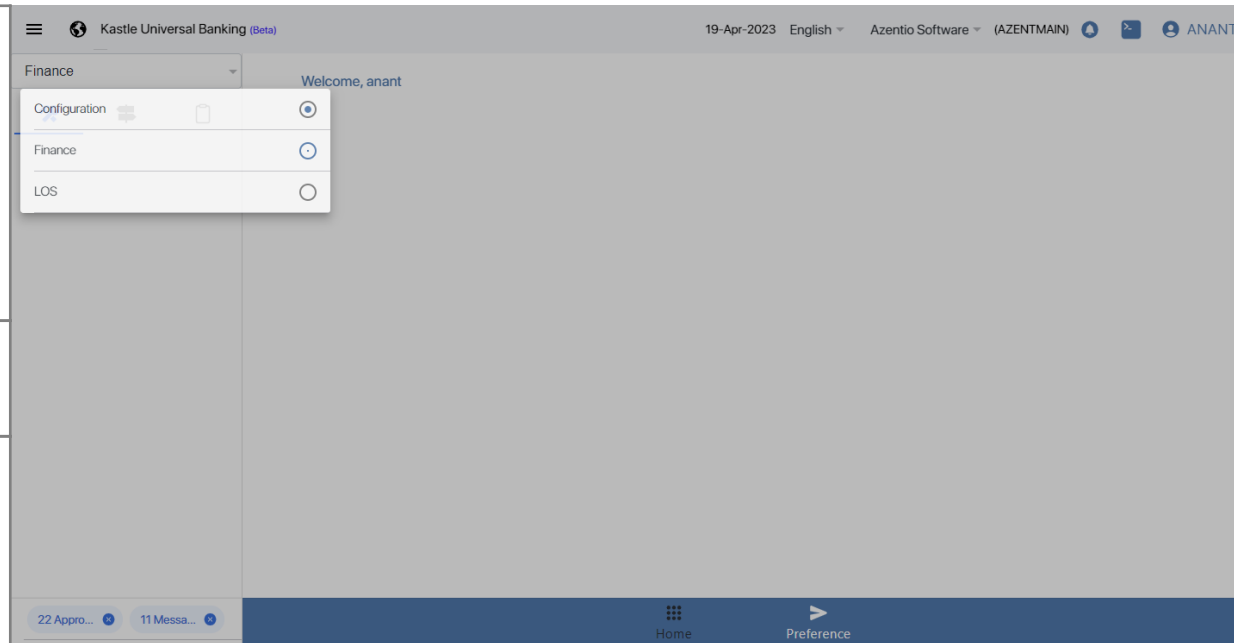 Kastle Universal Banking (Beta) 19-Apr-2023 English Azentio Software (AZENTMAIN) ANANT
Finance
Welcome, anant
Configuration
Finance
LOS
22 Appro... 11 Messa...
Home Preference